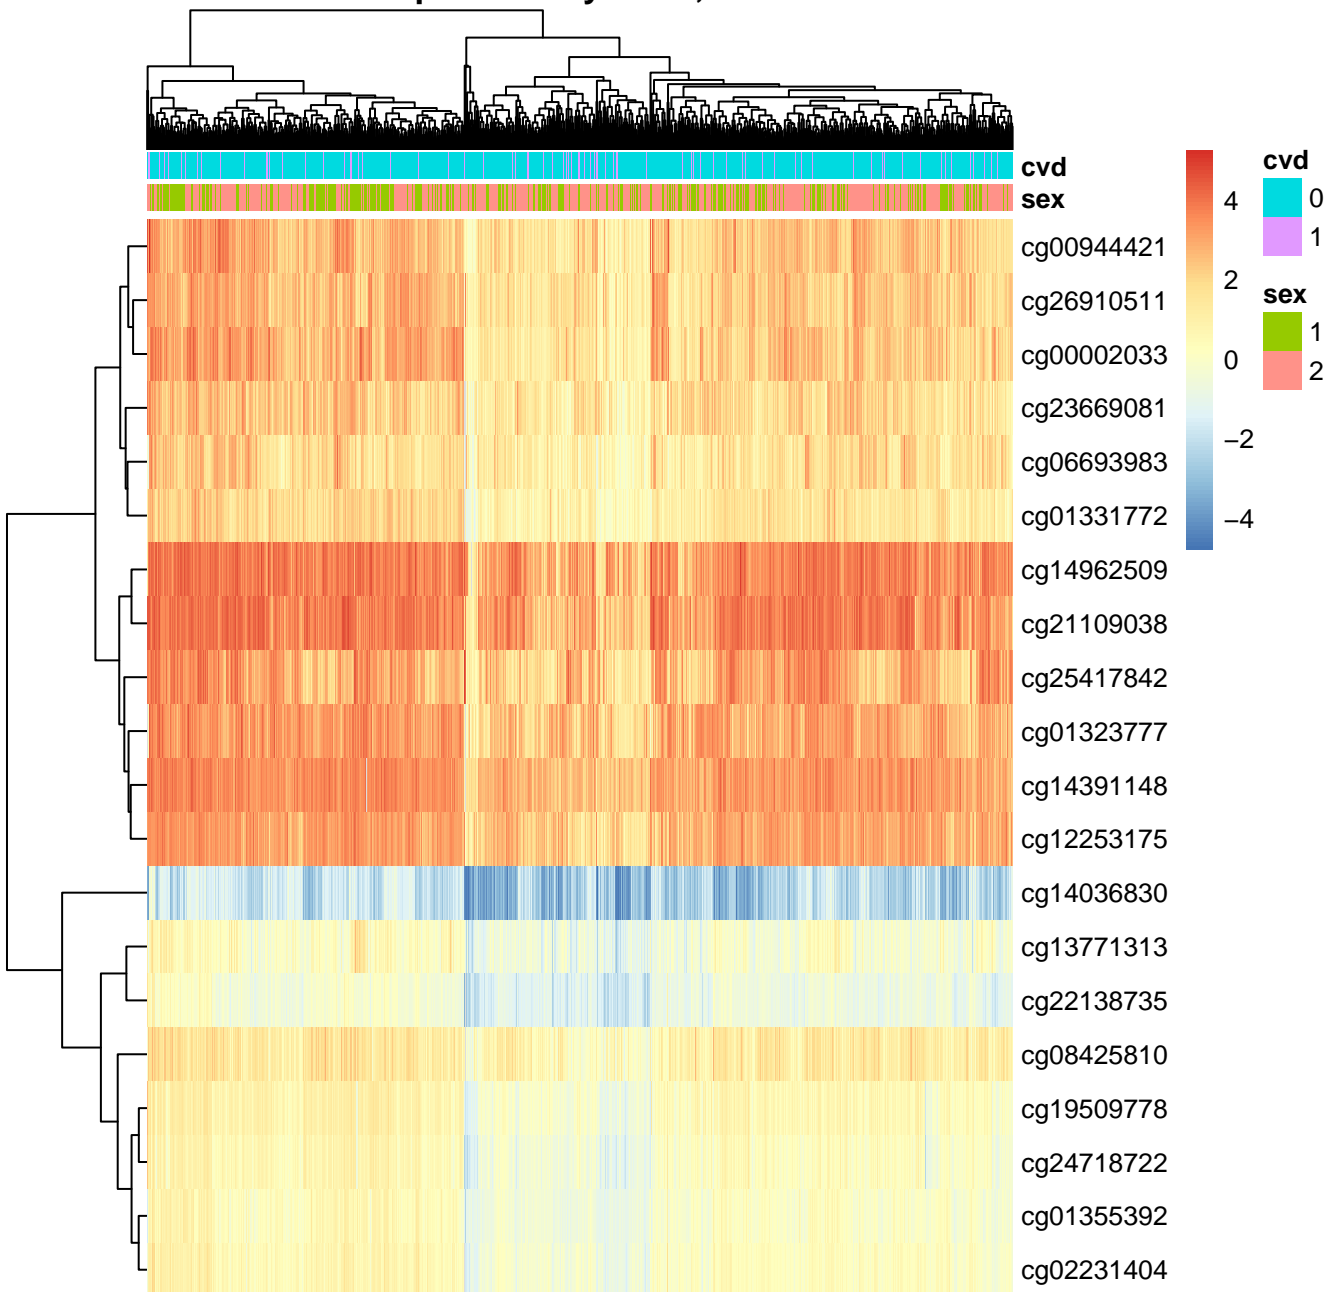 cvd
sex
cg00944421
cg26910511
cg00002033
cg23669081
cg06693983
cg01331772
cg14962509
cg21109038
cg25417842
cg01323777
cg14391148
cg12253175
cg14036830
cg13771313
cg22138735
cg08425810
cg19509778
cg24718722
cg01355392
cg02231404
4
2
0
−2
−4
cvd
0
1
sex
1
2